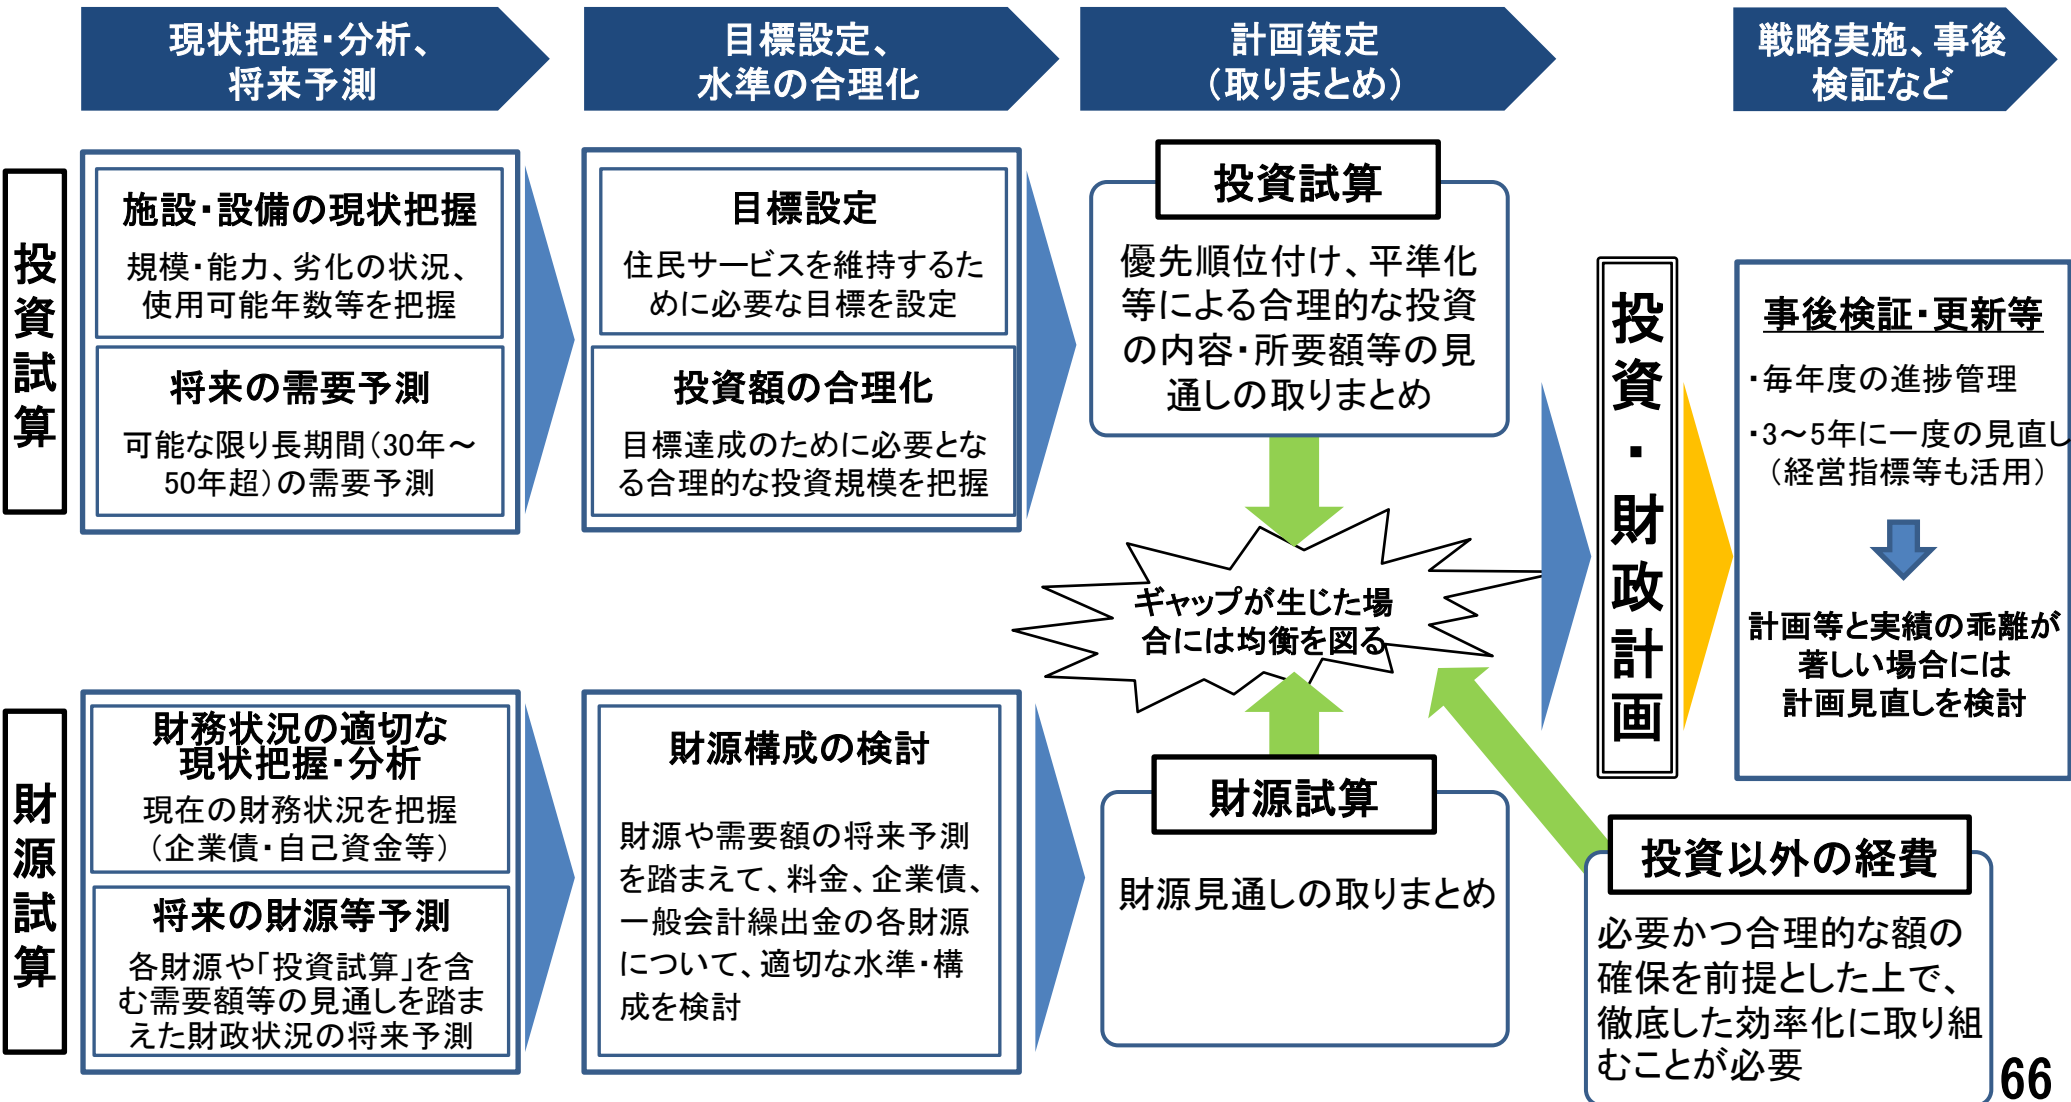 現状把握・分析、
将来予測
目標設定、
水準の合理化
計画策定
（取りまとめ）
戦略実施、事後
検証など
投資試算
施設・設備の現状把握
規模・能力、劣化の状況、
使用可能年数等を把握
将来の需要予測
可能な限り長期間（30年～
50年超）の需要予測
目標設定
住民サービスを維持するた
めに必要な目標を設定
投資額の合理化
目標達成のために必要とな
る合理的な投資規模を把握
投資試算
優先順位付け、平準化
等による合理的な投資
の内容・所要額等の見
通しの取りまとめ
ギャップが生じた場
合には均衡を図る
投資・財政計画
事後検証・更新等
・毎年度の進捗管理
・3～5年に一度の見直し
（経営指標等も活用）
計画等と実績の乖離が
著しい場合には
計画見直しを検討
財源試算
財務状況の適切な
現状把握・分析
現在の財務状況を把握
（企業債・自己資金等）
将来の財源等予測
各財源や「投資試算」を含
む需要額等の見通しを踏ま
えた財政状況の将来予測
財源構成の検討
財源や需要額の将来予測
を踏まえて、料金、企業債、
一般会計繰出金の各財源
について、適切な水準・構
成を検討
財源試算
財源見通しの取りまとめ
投資以外の経費
必要かつ合理的な額の
確保を前提とした上で、
徹底した効率化に取り組
むことが必要
66